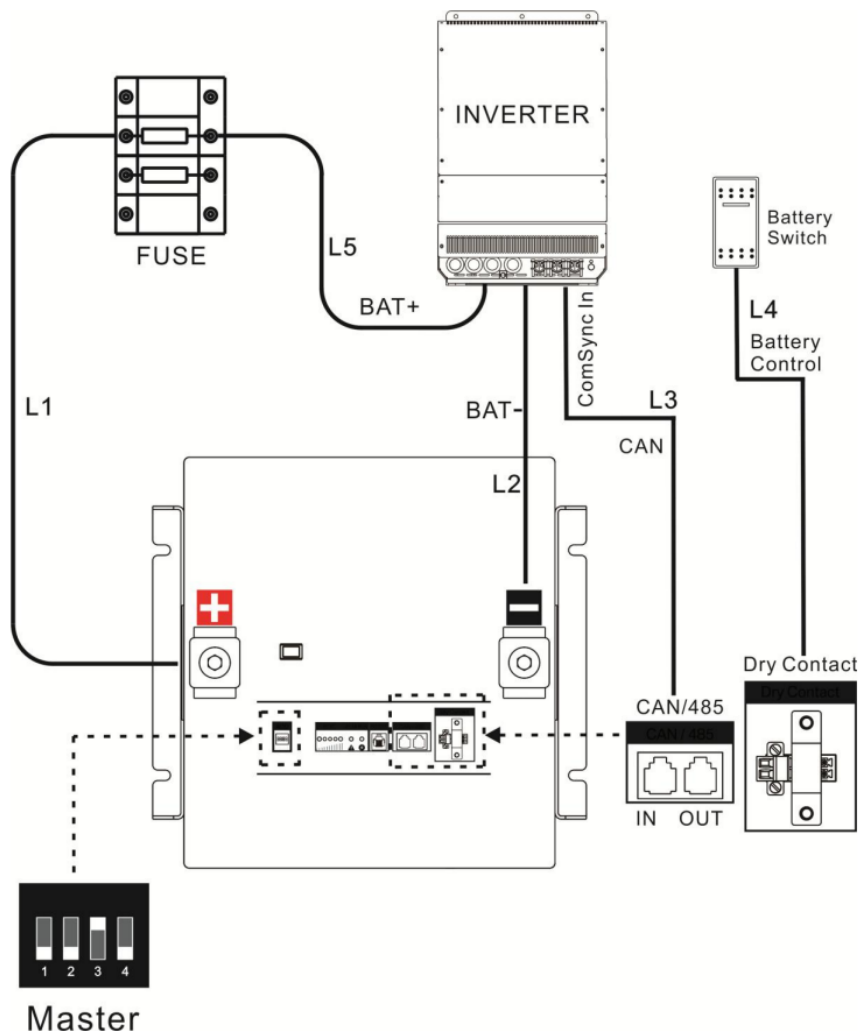 INVERTER
FUSE
Battery
Switch
L5
BAT+
ComSync In
L4
Battery
Control
L1
BAT-
L3
CAN
L2
+
-
Dry Contact
Dry Contact
CAN/485
CAN / 485
IN OUT
1 2 3 4
Master